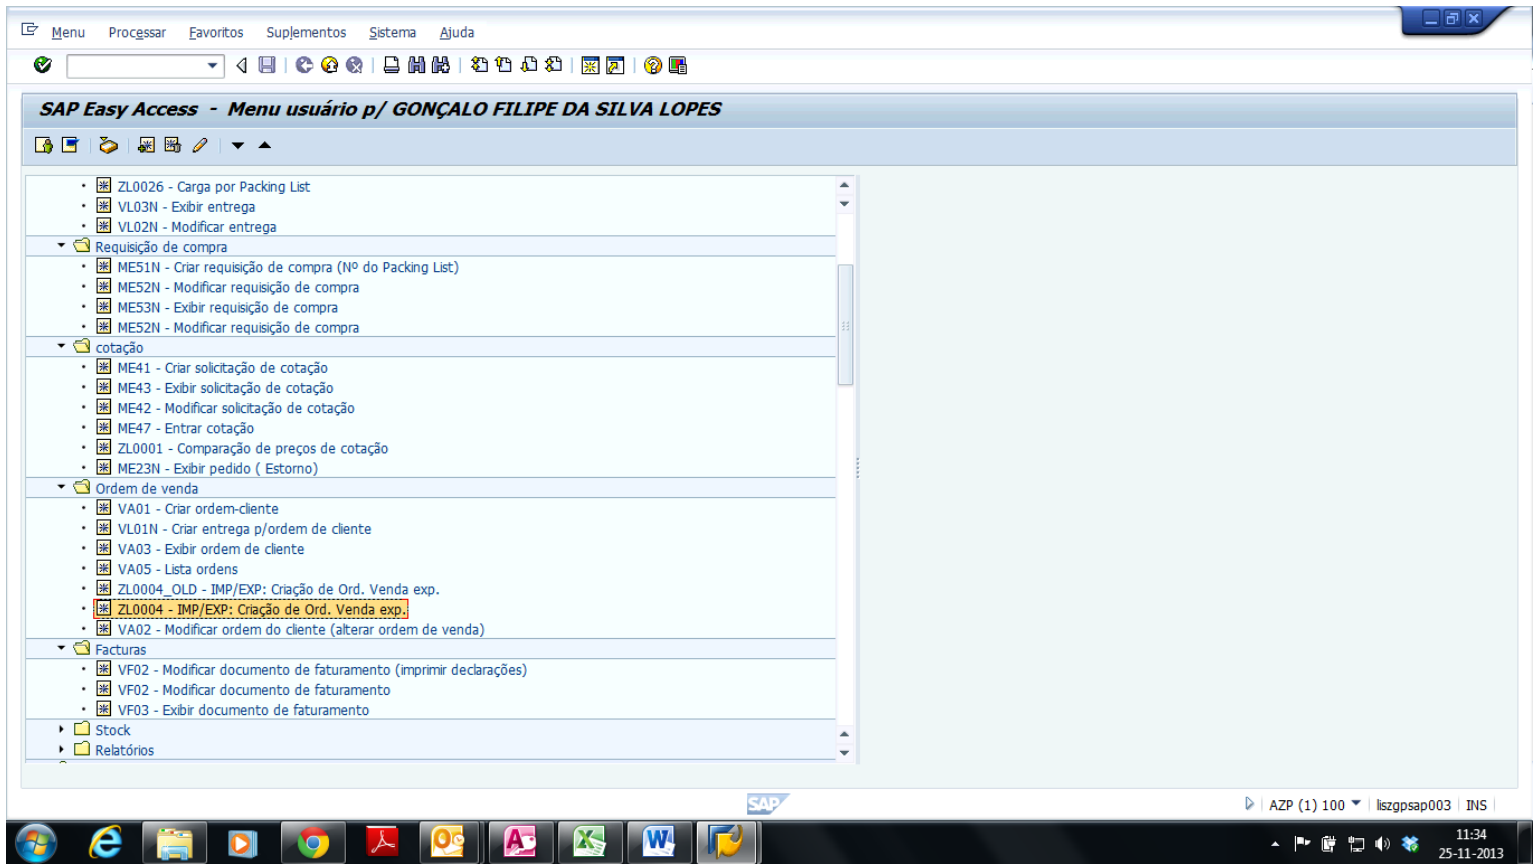 Menu Processar Favoritos Suplementos Sistema Ajuda
SAP Easy Access - Menu usuário p/ GONÇALO FILIPE DA SILVA LOPES
ZL0026 - Carga por Packing List
VL03N - Exibir entrega
VL02N - Modificar entrega
Requisição de compra
ME51N - Criar requisição de compra (Nº do Packing List)
ME52N - Modificar requisição de compra
ME53N - Exibir requisição de compra
ME52N - Modificar requisição de compra
cotação
ME41 - Criar solicitação de cotação
ME43 - Exibir solicitação de cotação
ME42 - Modificar solicitação de cotação
ME47 - Entrar cotação
ZL0001 - Comparação de preços de cotação
ME23N - Exibir pedido ( Estorno)
Ordem de venda
VA01 - Criar ordem-cliente
VL01N - Criar entrega p/ordem de cliente
VA03 - Exibir ordem de cliente
VA05 - Lista ordens
ZL0004_OLD - IMP/EXP: Criação de Ord. Venda exp.
ZL0004 - IMP/EXP: Criação de Ord. Venda exp.
VA02 - Modificar ordem do cliente (alterar ordem de venda)
Facturas
VF02 - Modificar documento de faturamento (imprimir declarações)
VF02 - Modificar documento de faturamento
VF03 - Exibir documento de faturamento
Stock
Relatórios
SAP
AZP (1) 100 liszgpsap003 INS
11:34
25-11-2013